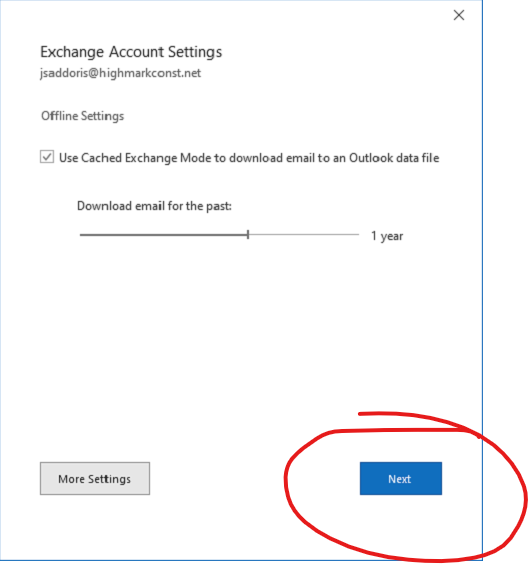 Exchange Account Settings
jsaddoris@highmarkconst.net
Offline Settings
Use Cached Exchange Mode to download email to an Outlook data file
Download email for the past:
1 year
More Settings
Next